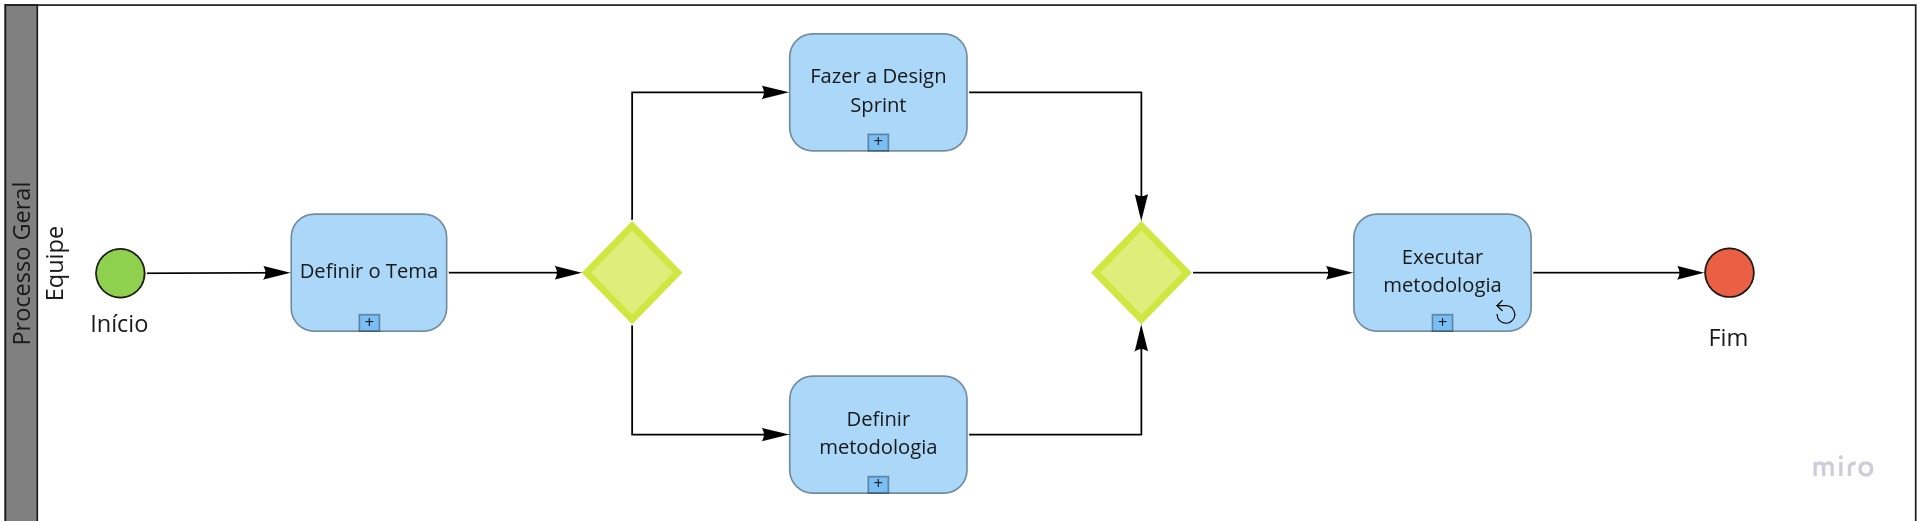 Processo Geral
Equipe
Início
Definir o Tema
+
Fazer a Design
Sprint
+
Definir
metodologia
+
Executar
metodologia
+
Fim
miro